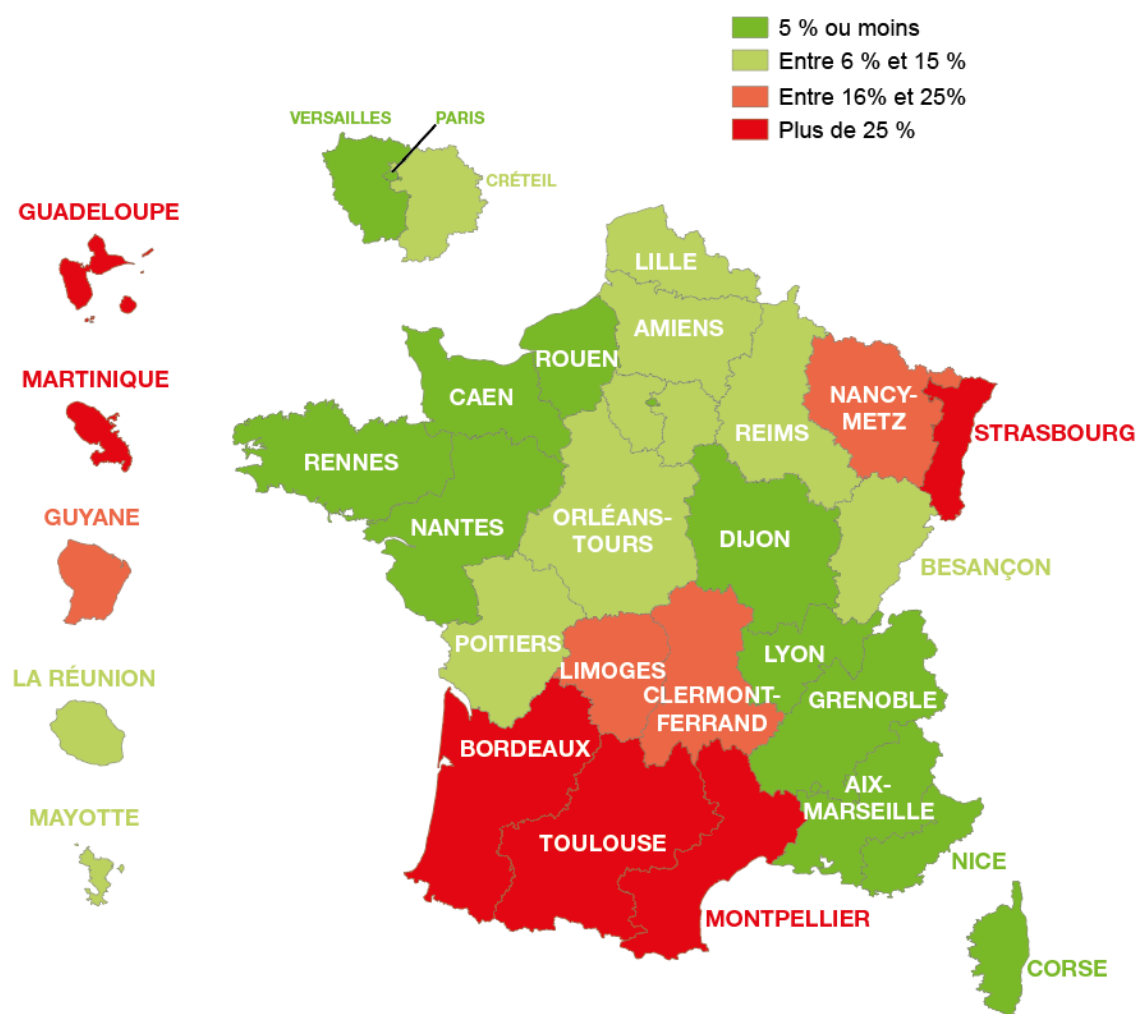 5 % ou moins
Entre 6 % et 15 %
Entre 16% et 25%
Plus de 25 %
VERSAILLES
PARIS
CRÉTEIL
GUADELOUPE
MARTINIQUE
GUYANE
LA RÉUNION
MAYOTTE
LILLE
AMIENS
ROUEN
CAEN
NANCY-
METZ
REIMS
STRASBOURG
RENNES
NANTES
ORLÉANS-
TOURS
DIJON
BESANÇON
POITIERS
LIMOGES
LYON
CLERMONT-
FERRAND
GRENOBLE
BORDEAUX
AIX-
MARSEILLE
TOULOUSE
NICE
MONTPELLIER
CORSE